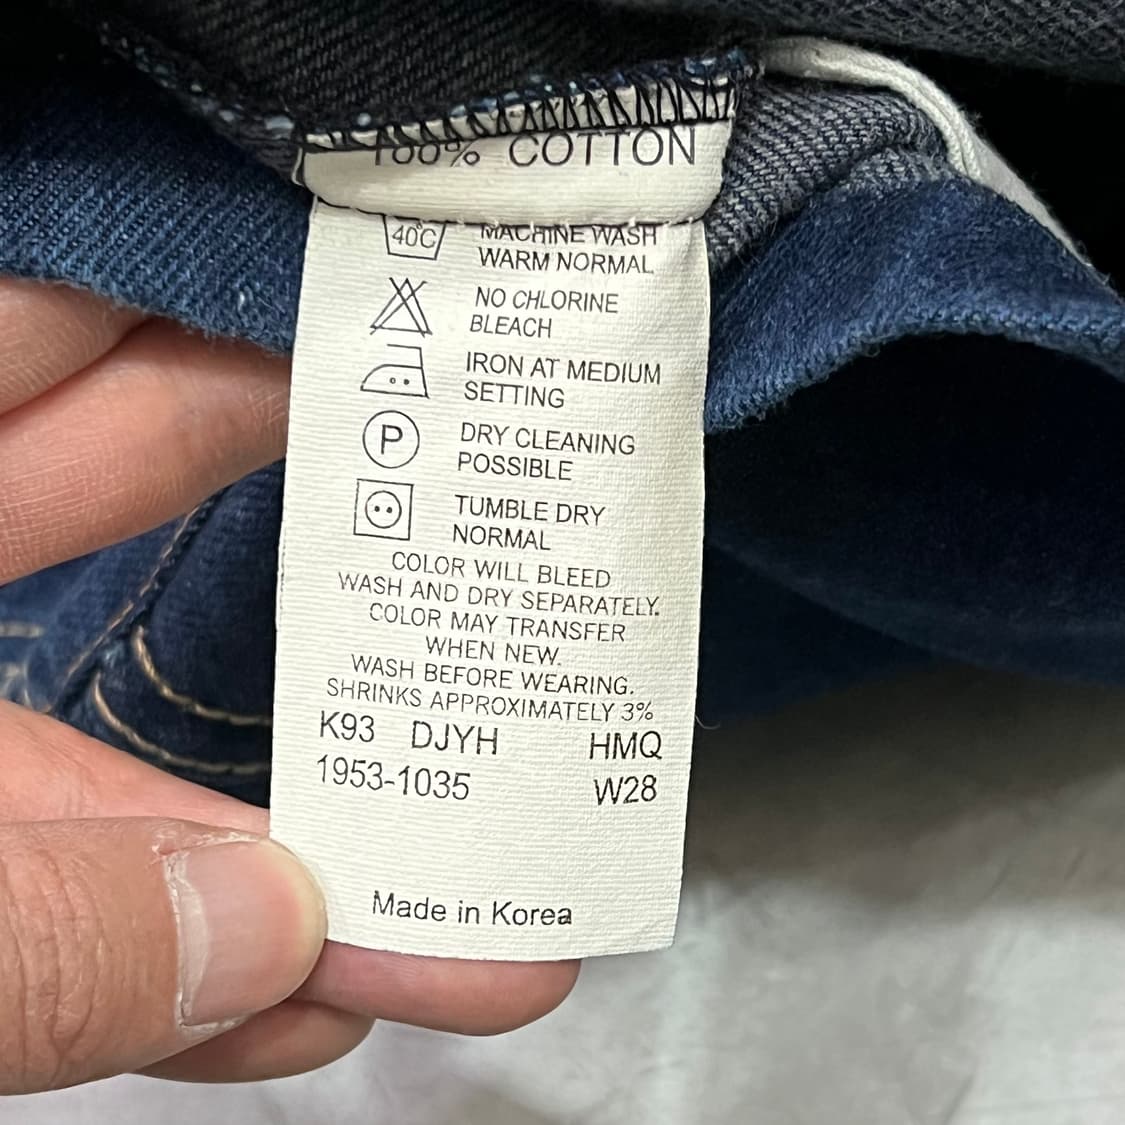 100% COTTON
40°C MACHINE WASH
WARM NORMAL
NO CHLORINE
BLEACH
IRON AT MEDIUM
SETTING
P DRY CLEANING
POSSIBLE
TUMBLE DRY
NORMAL
COLOR WILL BLEED
WASH AND DRY SEPARATELY.
COLOR MAY TRANSFER
WHEN NEW.
WASH BEFORE WEARING.
SHRINKS APPROXIMATELY 3%
K93 DJYH HMQ
1953-1035 W28
Made in Korea